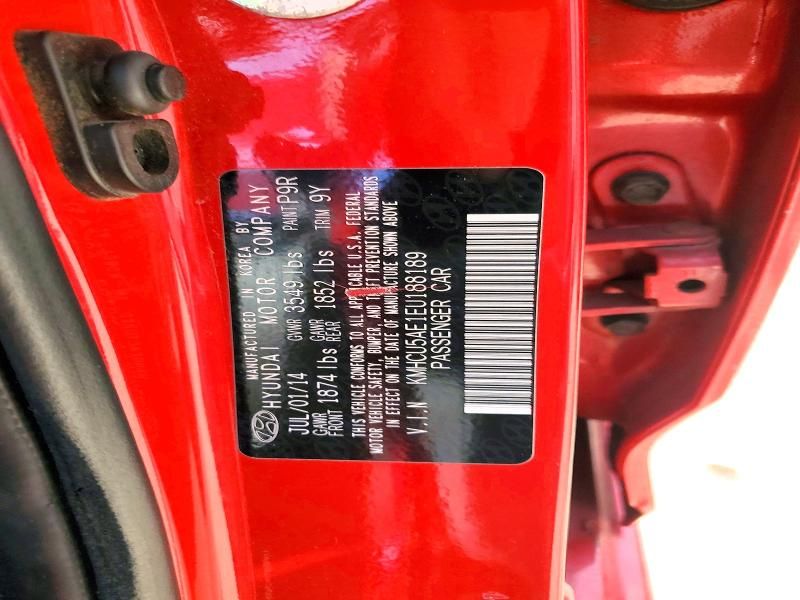 MANUFACTURED IN KOREA BY
HYUNDAI MOTOR COMPANY
JUL/01/14 GVWR 3549 lbs PAINT P9R
GAWR FRONT 1874 lbs GAWR REAR 1852 lbs TRIM 9Y
THIS VEHICLE CONFORMS TO ALL APPLICABLE U.S.A. FEDERAL
MOTOR VEHICLE SAFETY, BUMPER, AND THEFT PREVENTION STANDARDS
IN EFFECT ON THE DATE OF MANUFACTURE SHOWN ABOVE
V.I.N KMHCU5AE1EU188189
PASSENGER CAR